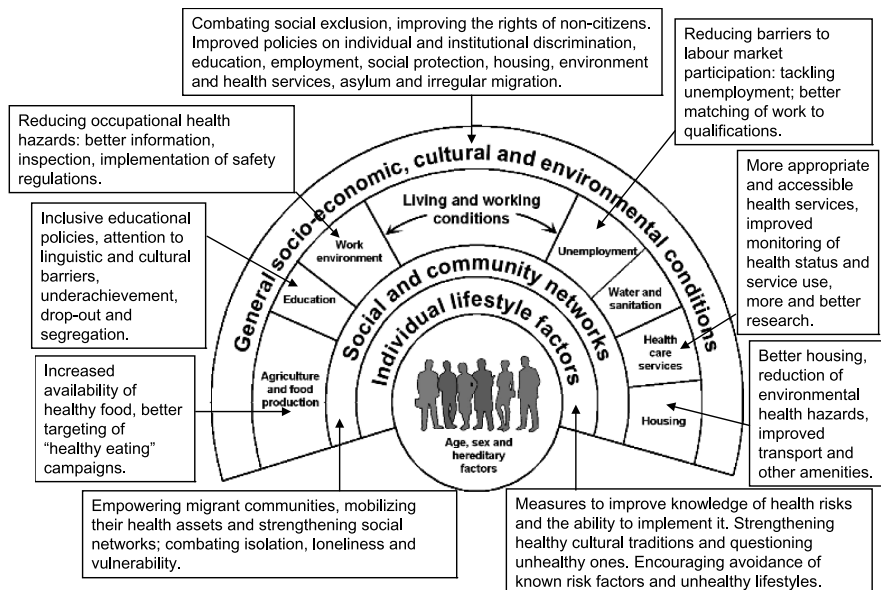 Combating social exclusion, improving the rights of non-citizens.
Improved policies on individual and institutional discrimination,
education, employment, social protection, housing, environment
and health services, asylum and irregular migration.
Reducing barriers to
labour market
participation: tackling
unemployment; better
matching of work to
qualifications.
Reducing occupational health
hazards: better information,
inspection, implementation of safety
regulations.
More appropriate
and accessible
health services,
improved
monitoring of
health status and
service use,
more and better
research.
Inclusive educational
policies, attention to
linguistic and cultural
barriers,
underachievement,
drop-out and
segregation.
Increased
availability of
healthy food, better
targeting of
“healthy eating”
campaigns.
Better housing,
reduction of
environmental
health hazards,
improved
transport and
other amenities.
General socio-economic, cultural and environmental conditions
Living and working
conditions
Work
environment
Unemployment
Education
Water and
sanitation
Agriculture
and food
production
Health
care
services
Housing
Social and community networks
Individual lifestyle factors
Age, sex and
hereditary
factors
Empowering migrant communities, mobilizing
their health assets and strengthening social
networks; combating isolation, loneliness and
vulnerability.
Measures to improve knowledge of health risks
and the ability to implement it. Strengthening
healthy cultural traditions and questioning
unhealthy ones. Encouraging avoidance of
known risk factors and unhealthy lifestyles.